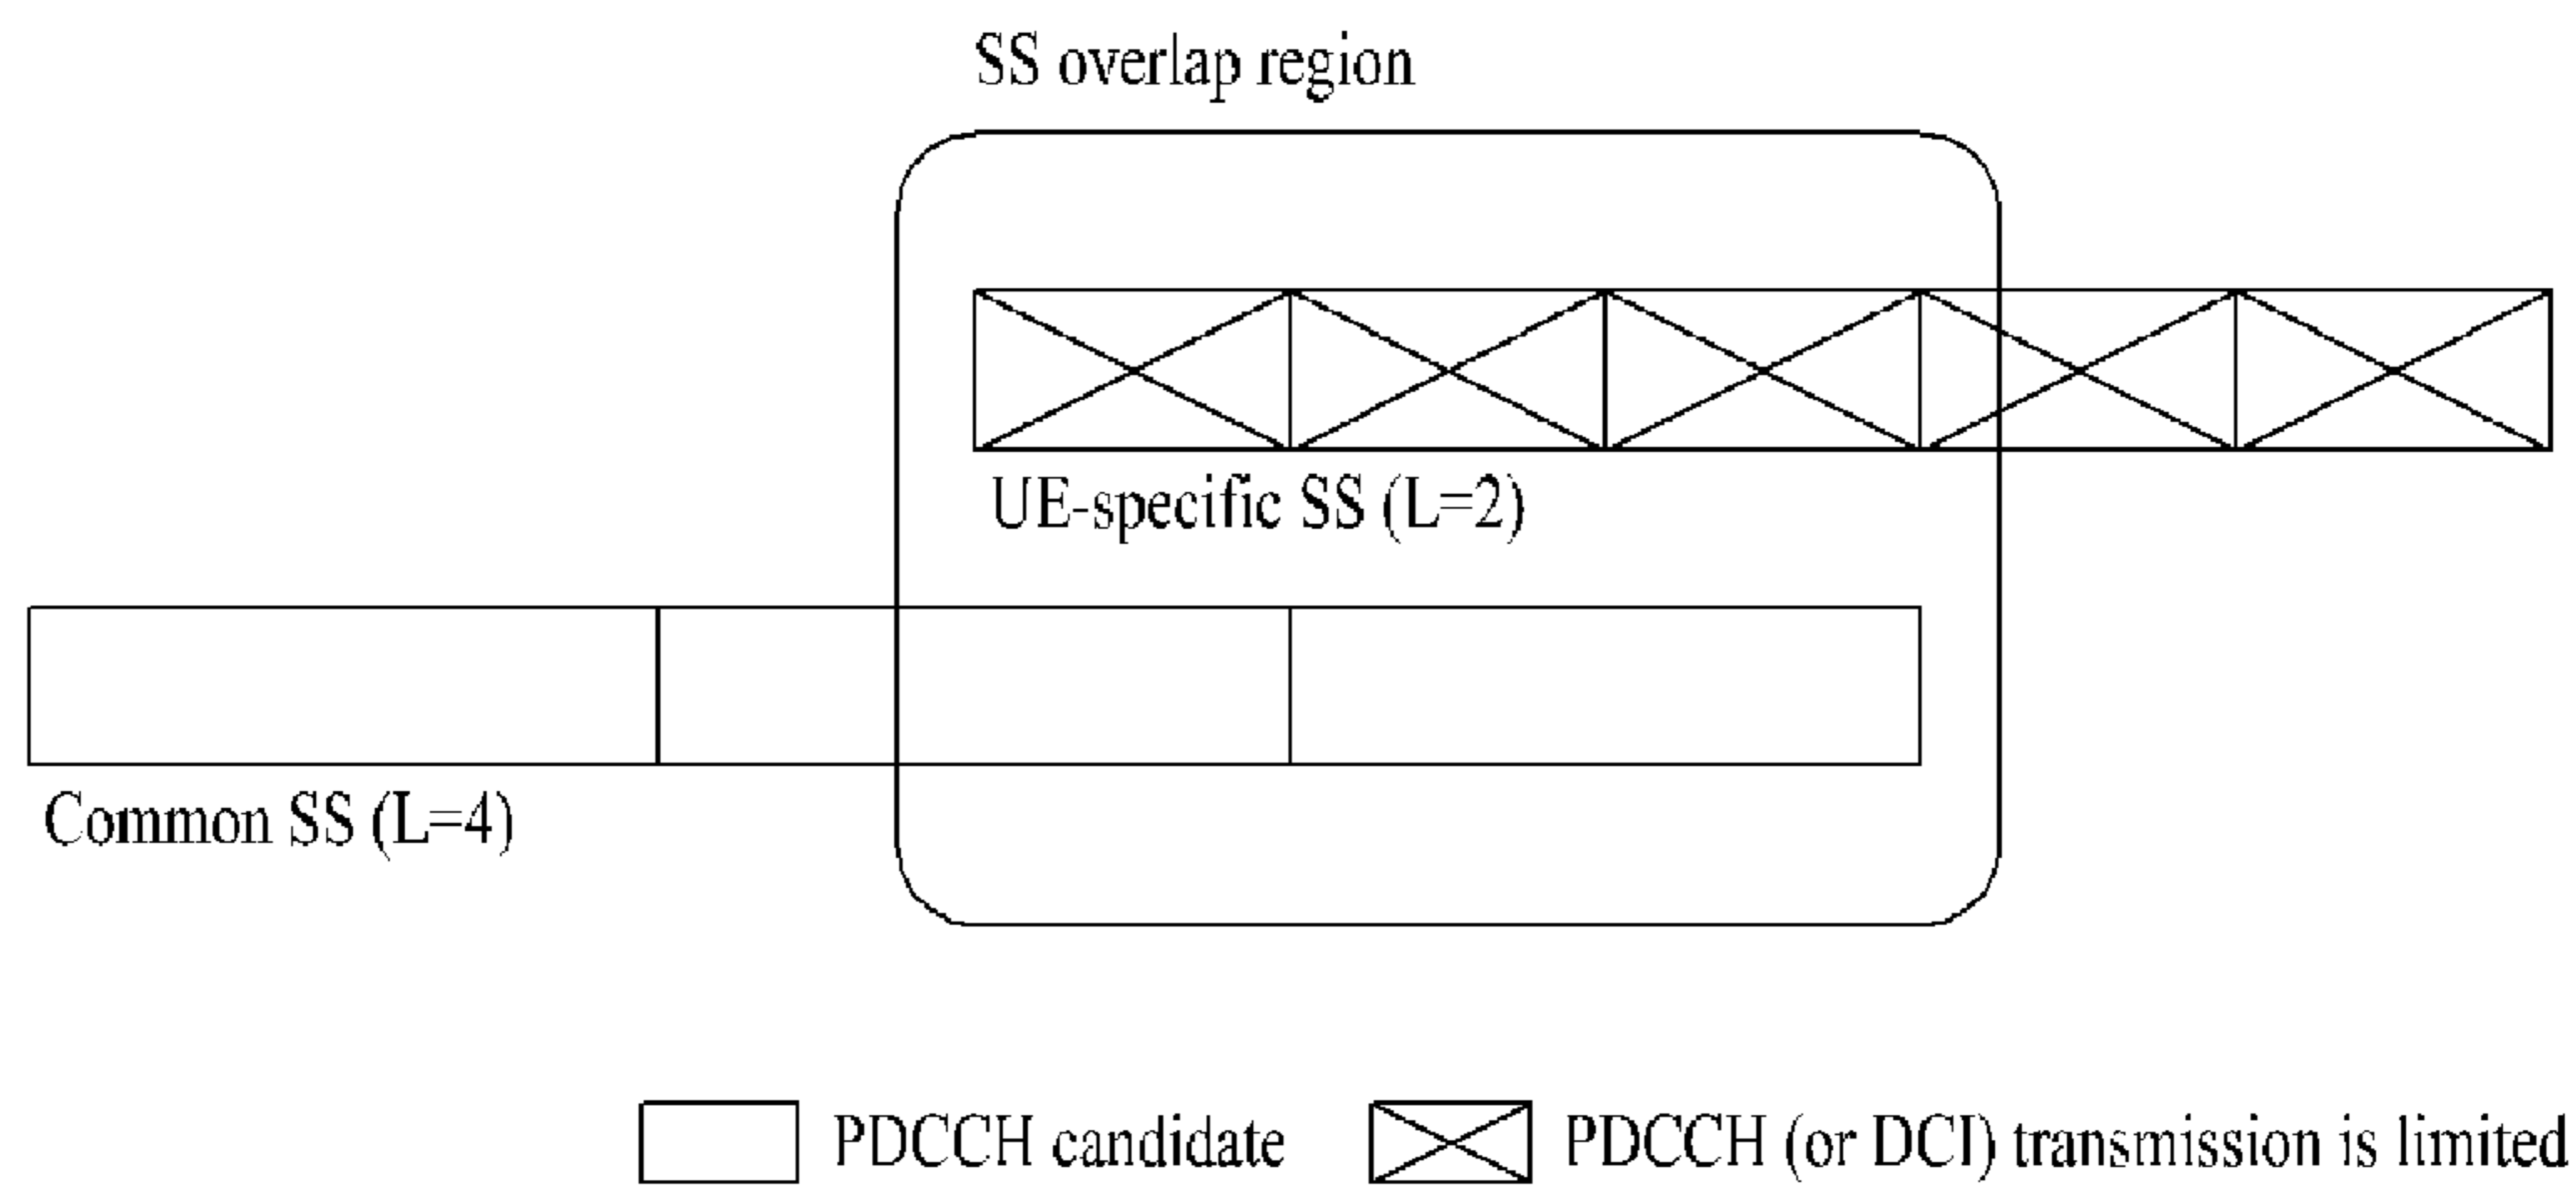 SS overlap region
UE-specific SS (L=2)
Common SS (L=4)
PDCCH candidate
PDCCH (or DCI) transmission is limited